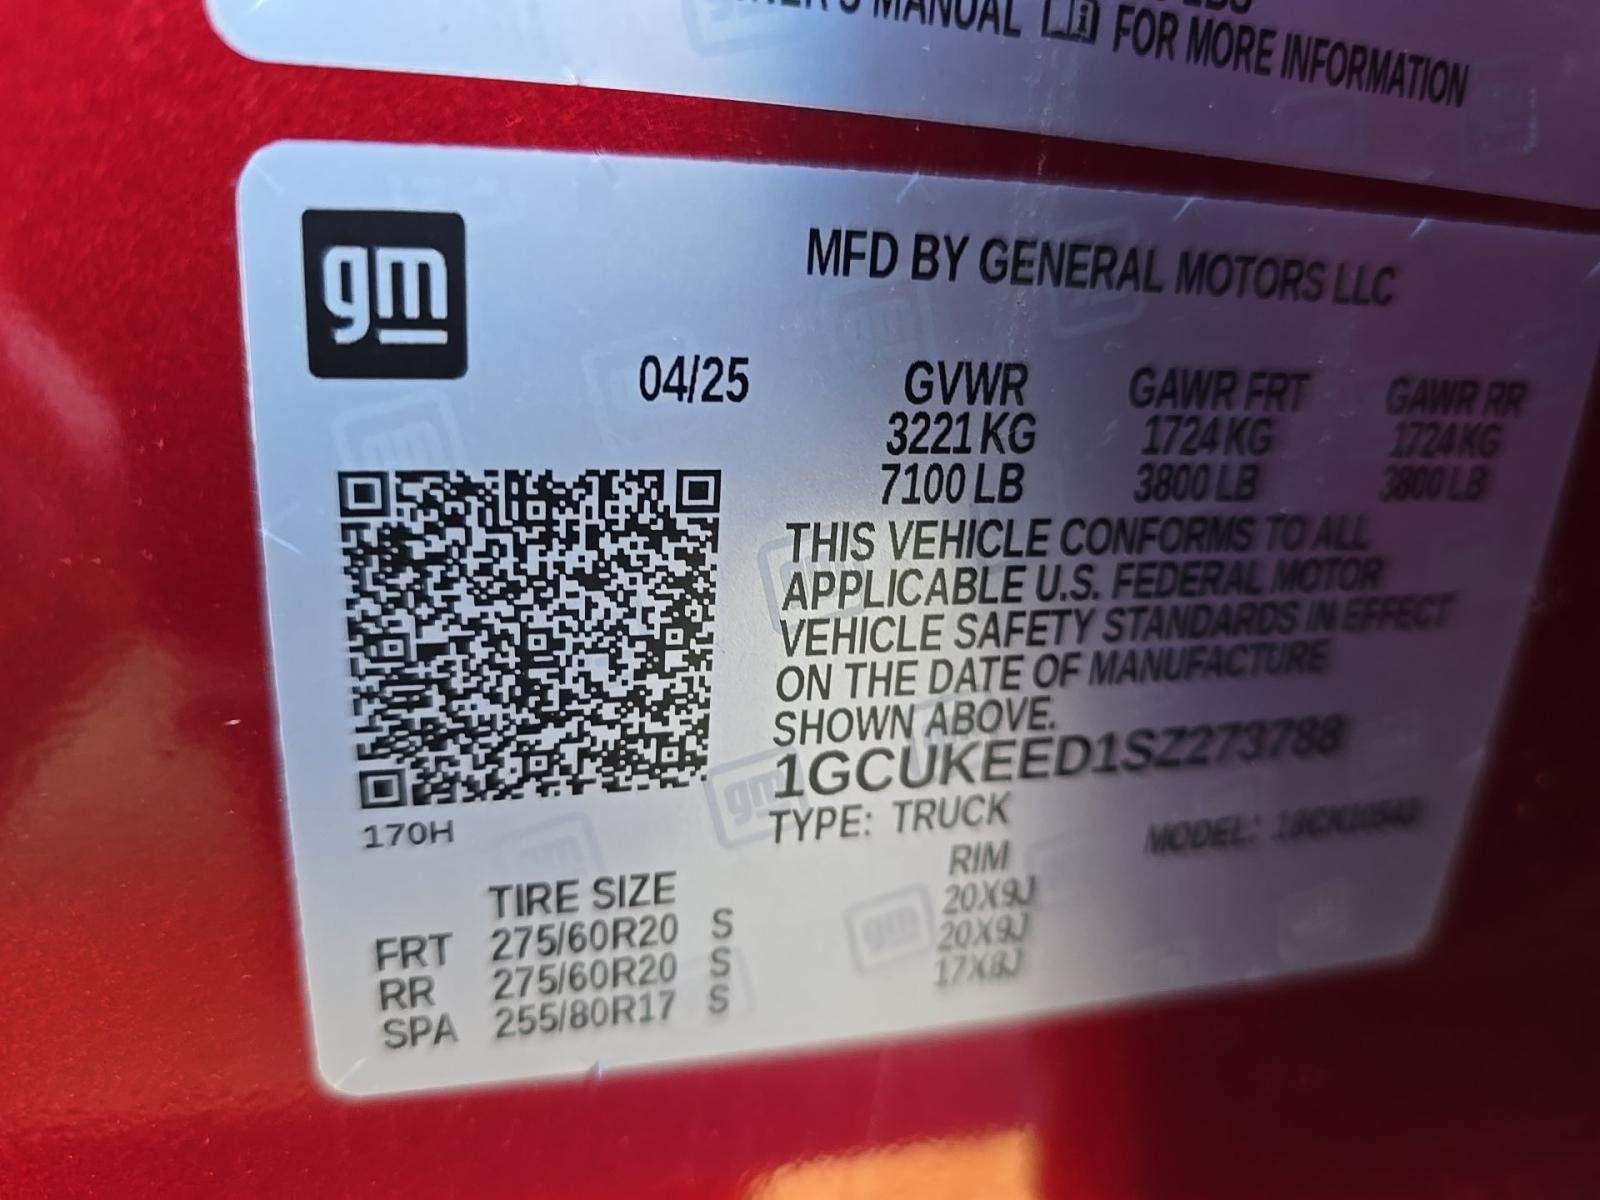 MANUAL FOR MORE INFORMATION
gm
MFD BY GENERAL MOTORS LLC
04/25
GVWR GAWR FRT GAWR RR
3221 KG 1724 KG 1724 KG
7100 LB 3800 LB 3800 LB
THIS VEHICLE CONFORMS TO ALL
APPLICABLE U.S. FEDERAL MOTOR
VEHICLE SAFETY STANDARDS IN EFFECT
ON THE DATE OF MANUFACTURE
SHOWN ABOVE.
1GCUKEED1SZ273788
170H
TYPE: TRUCK MODEL:
TIRE SIZE RIM
FRT 275/60R20 S 20X9J
RR 275/60R20 S 20X9J
SPA 255/80R17 S 17X8J